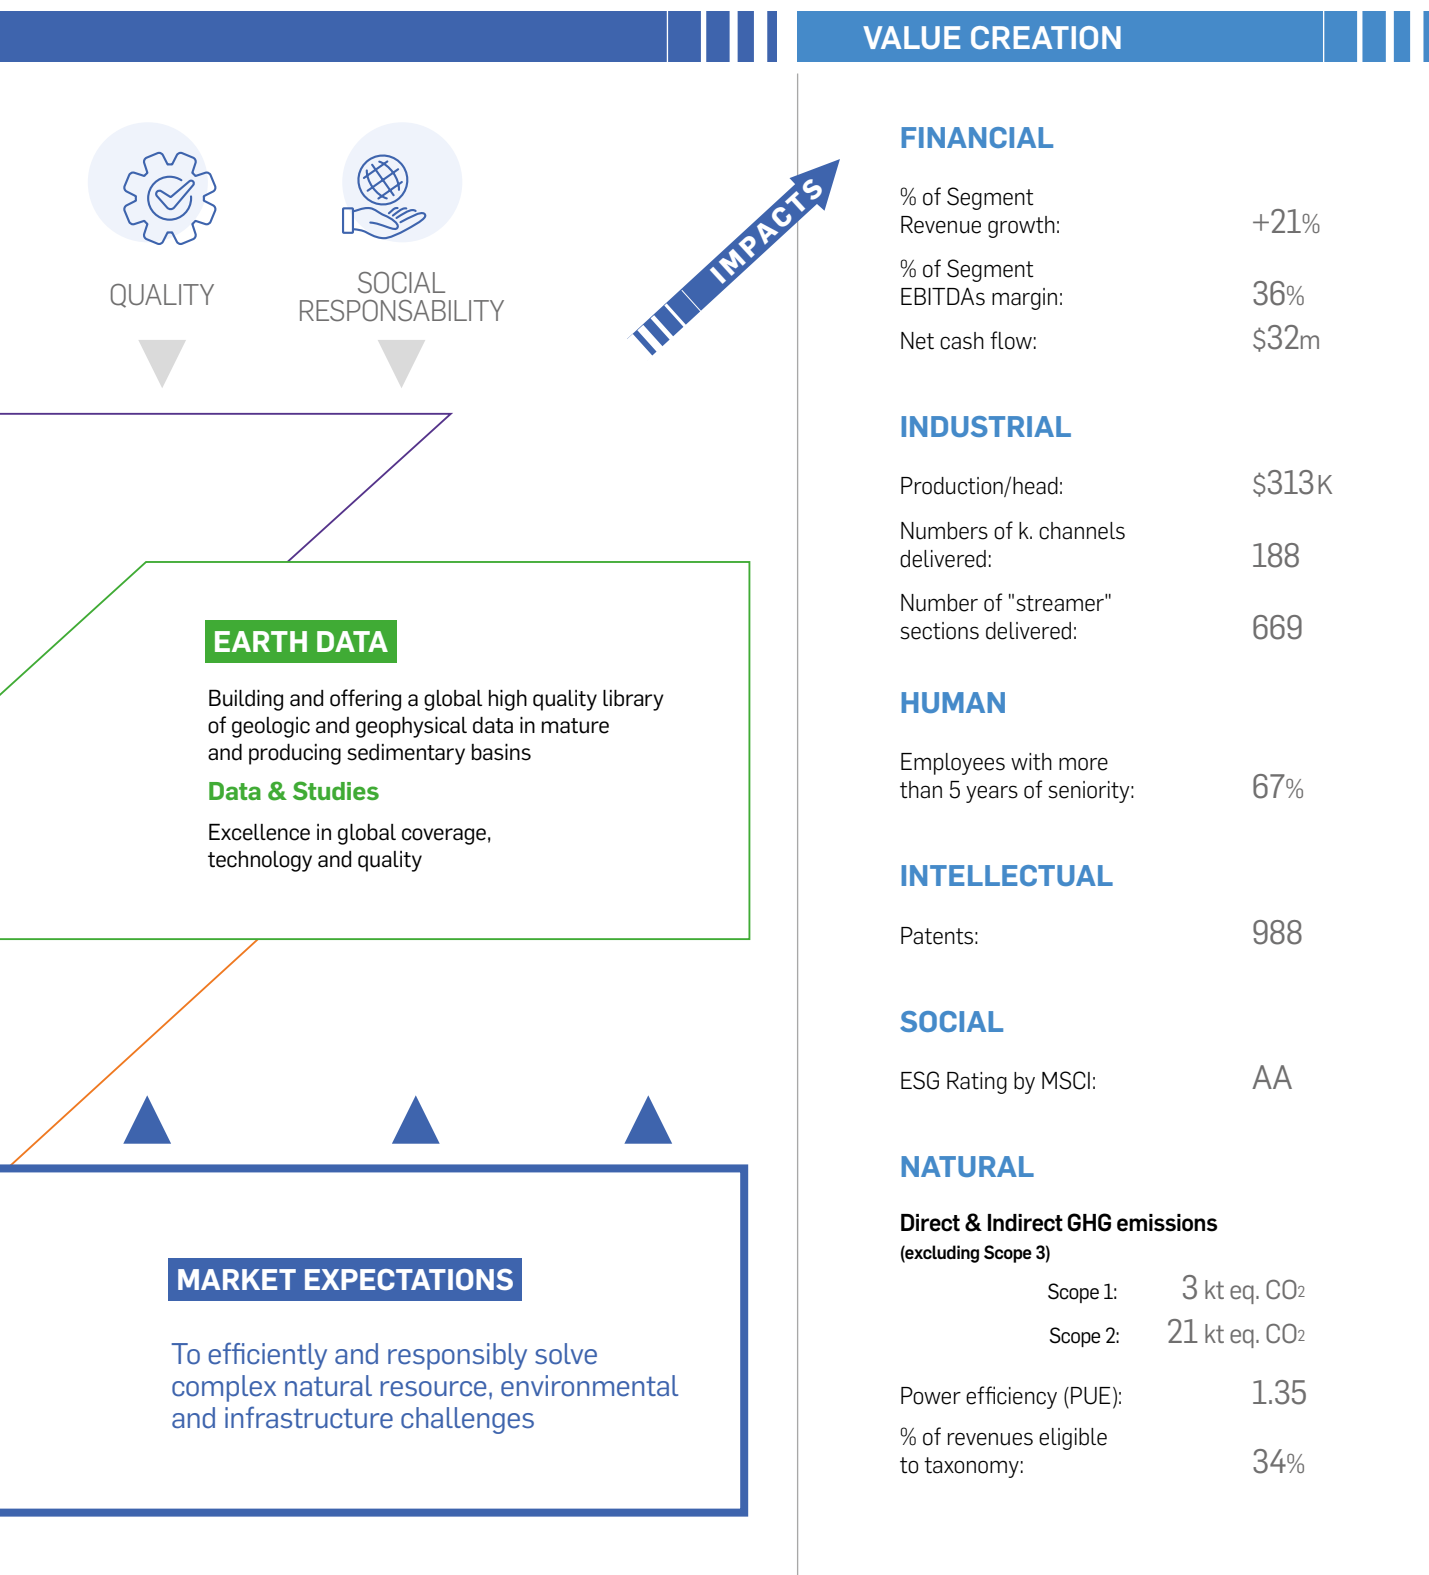 VALUE CREATION
QUALITY
SOCIAL
RESPONSABILITY
IMPACTS
EARTH DATA
Building and offering a global high quality library
of geologic and geophysical data in mature
and producing sedimentary basins
Data & Studies
Excellence in global coverage,
technology and quality
MARKET EXPECTATIONS
To efficiently and responsibly solve
complex natural resource, environmental
and infrastructure challenges
FINANCIAL
% of Segment
Revenue growth: +21%
% of Segment
EBITDAs margin: 36%
Net cash flow: $32m
INDUSTRIAL
Production/head: $313K
Numbers of k. channels
delivered: 188
Number of "streamer"
sections delivered: 669
HUMAN
Employees with more
than 5 years of seniority: 67%
INTELLECTUAL
Patents: 988
SOCIAL
ESG Rating by MSCI: AA
NATURAL
Direct & Indirect GHG emissions
(excluding Scope 3)
Scope 1: 3 kt eq. CO2
Scope 2: 21 kt eq. CO2
Power efficiency (PUE): 1.35
% of revenues eligible
to taxonomy: 34%